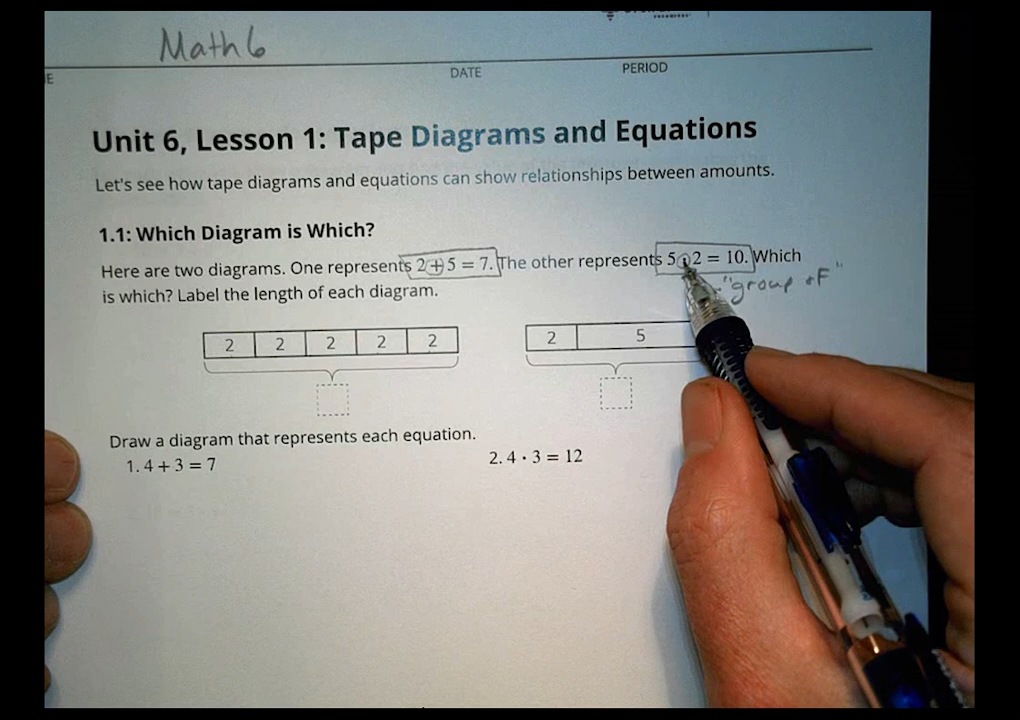 Math 6
E
DATE
PERIOD
Unit 6, Lesson 1: Tape Diagrams and Equations
Let's see how tape diagrams and equations can show relationships between amounts.
1.1: Which Diagram is Which?
Here are two diagrams. One represents 2 + 5 = 7. The other represents 5 · 2 = 10. Which
is which? Label the length of each diagram.
"group of"
2 2 2 2 2
2 5
Draw a diagram that represents each equation.
1. 4 + 3 = 7
2. 4 · 3 = 12